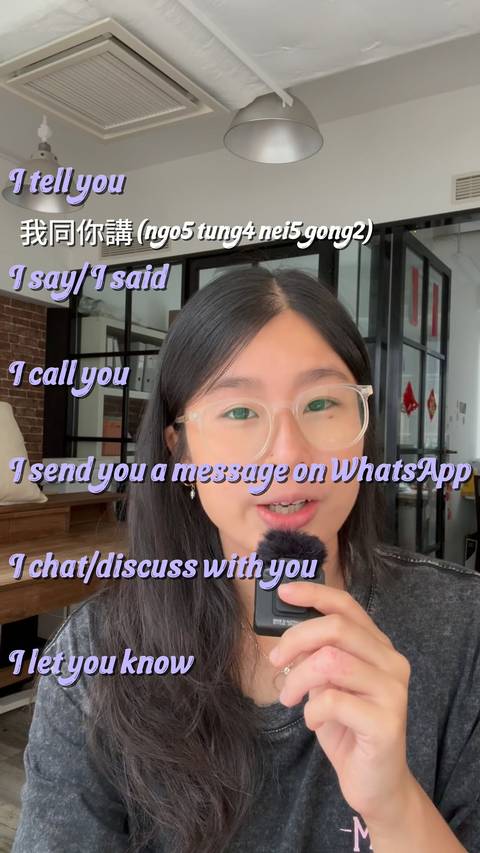 I tell you
我同你講 (ngo5 tung4 nei5 gong2)
I say/I said
I call you
I send you a message on WhatsApp
I chat/discuss with you
I let you know